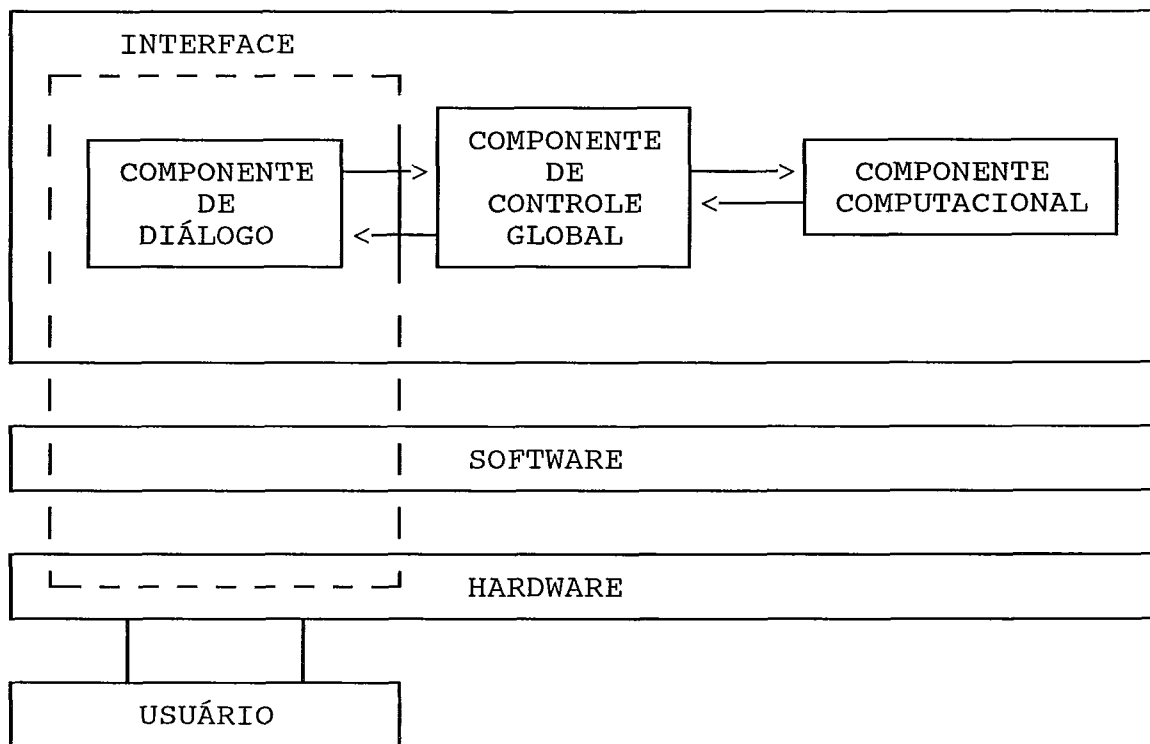 INTERFACE
COMPONENTE
DE
DIÁLOGO
COMPONENTE
DE
CONTROLE
GLOBAL
COMPONENTE
COMPUTACIONAL
SOFTWARE
HARDWARE
USUÁRIO